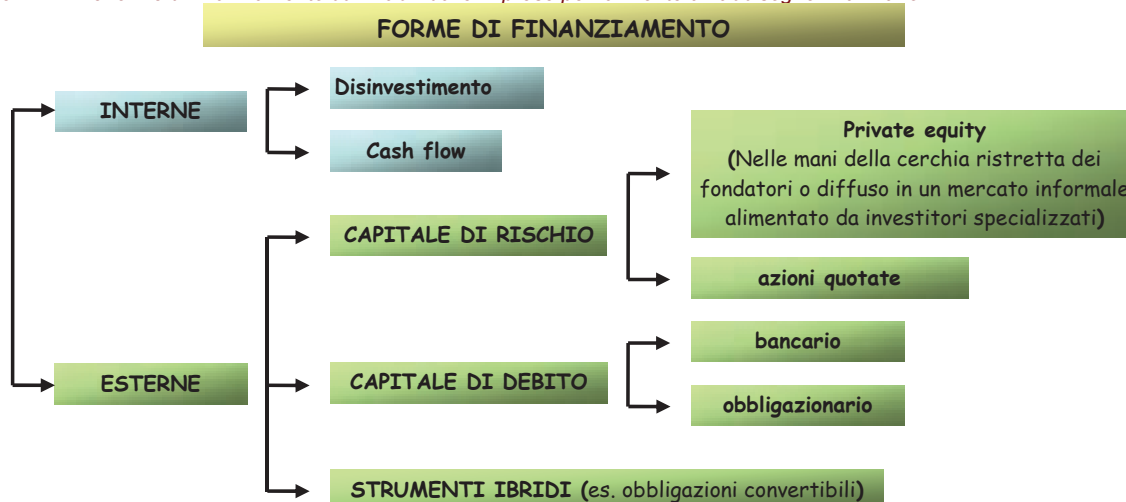 FORME DI FINANZIAMENTO
INTERNE
Disinvestimento
Cash flow
ESTERNE
CAPITALE DI RISCHIO
Private equity
(Nelle mani della cerchia ristretta dei
fondatori o diffuso in un mercato informale
alimentato da investitori specializzati)
azioni quotate
CAPITALE DI DEBITO
bancario
obbligazionario
STRUMENTI IBRIDI (es. obbligazioni convertibili)